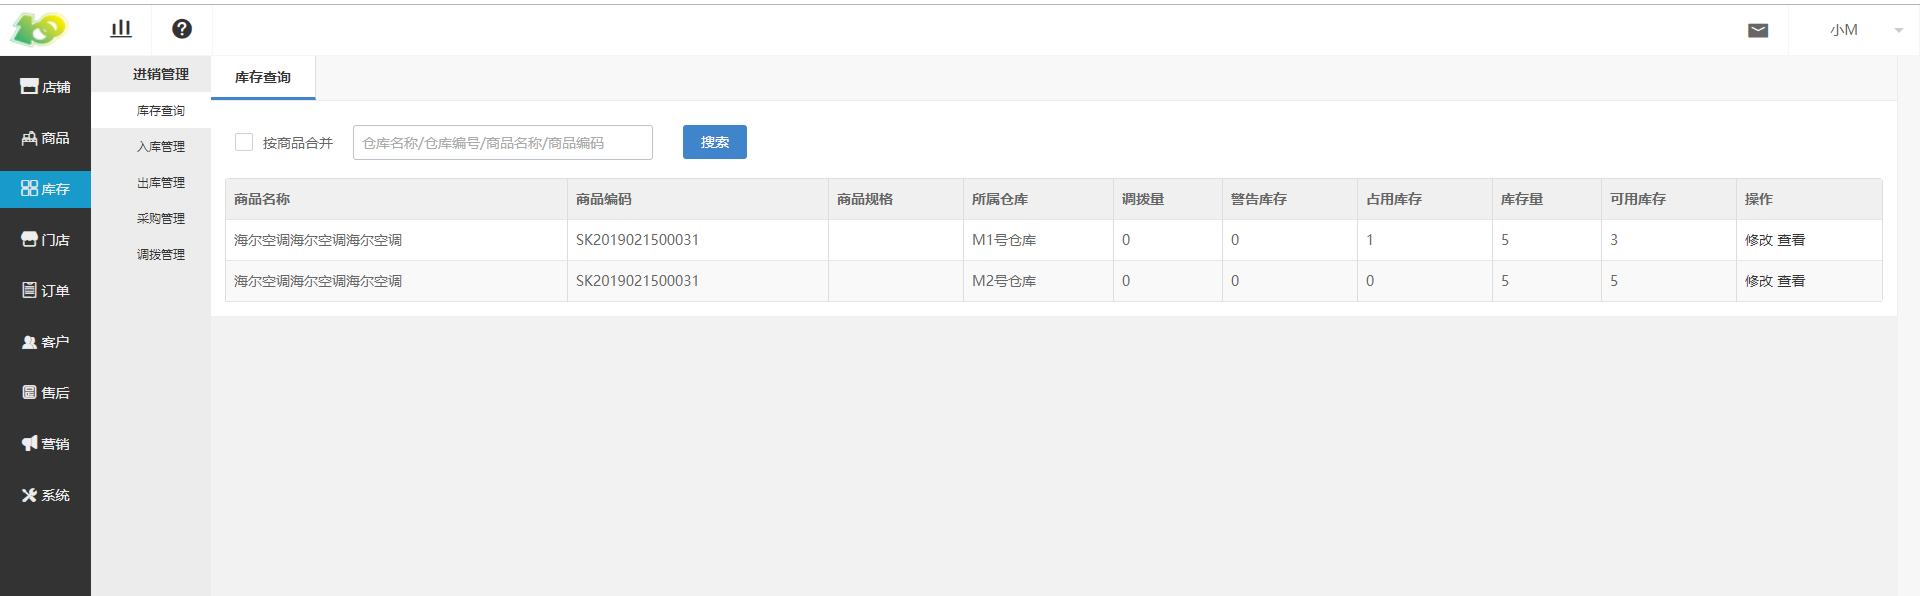 小M
店铺
商品
库存
门店
订单
客户
售后
营销
系统
进销管理
库存查询
入库管理
出库管理
采购管理
调拨管理
库存查询
按商品合并 仓库名称/仓库编号/商品名称/商品编码 搜索
商品名称 商品编码 商品规格 所属仓库 调拨量 警告库存 占用库存 库存量 可用库存 操作
海尔空调海尔空调海尔空调 SK2019021500031 M1号仓库 0 0 1 5 3 修改 查看
海尔空调海尔空调海尔空调 SK2019021500031 M2号仓库 0 0 0 5 5 修改 查看